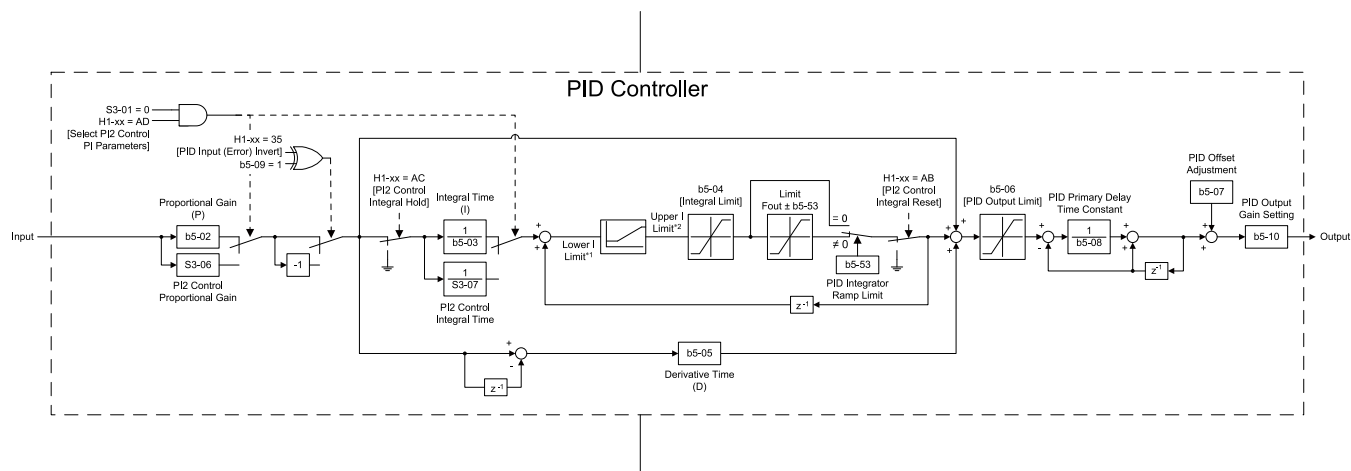 PID Controller
S3-01 = 0
H1-xx = AD
[Select PI2 Control
PI Parameters]
H1-xx = 35
[PID Input (Error) Invert]
b5-09 = 1
Input
Proportional Gain
(P)
b5-02
S3-06
PI2 Control
Proportional Gain
-1
H1-xx = AC
[PI2 Control
Integral Hold]
Integral Time
(I)
1
b5-03
1
S3-07
PI2 Control
Integral Time
+
+
Lower I
Limit*1
Upper I
Limit*2
b5-04
[Integral Limit]
Limit
Fout ± b5-53
= 0
≠ 0
b5-53
PID Integrator
Ramp Limit
H1-xx = AB
[PI2 Control
Integral Reset]
z-1
+
-
z-1
b5-05
Derivative Time
(D)
+
+
+
b5-06
[PID Output Limit]
+
-
PID Primary Delay
Time Constant
1
b5-08
+
+
z-1
PID Offset
Adjustment
b5-07
+
+
PID Output
Gain Setting
b5-10
Output